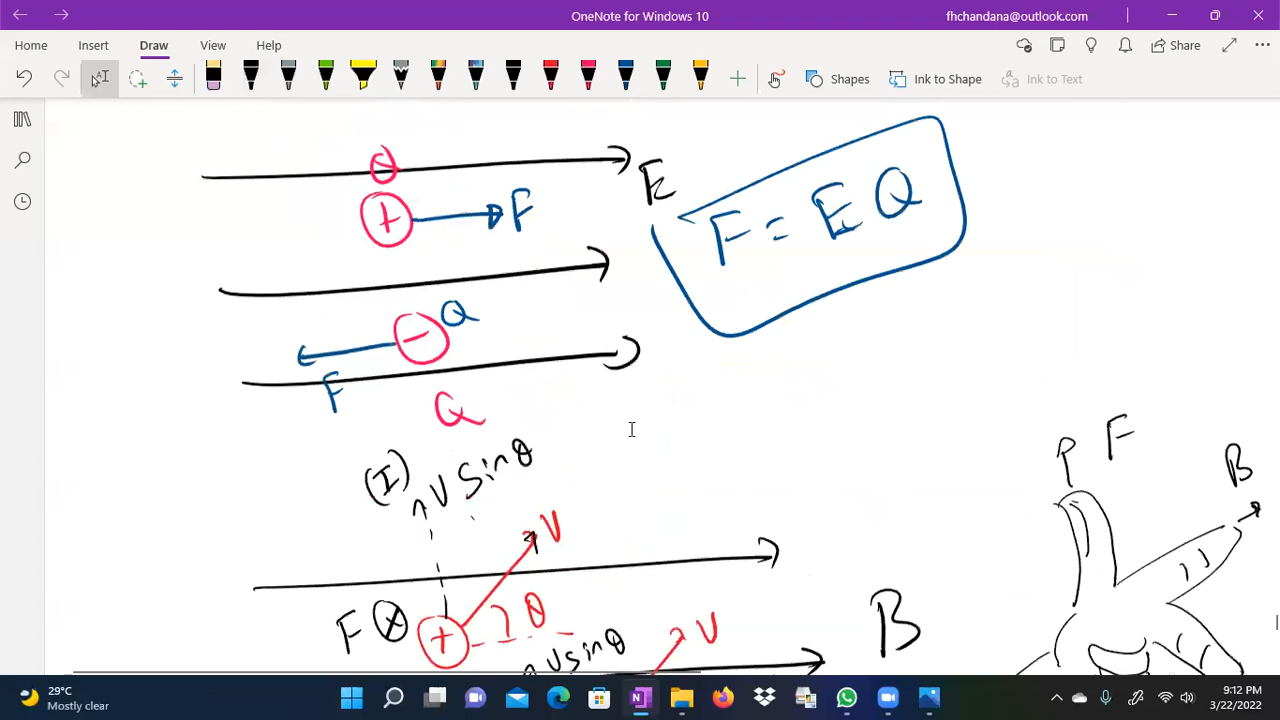 OneNote for Windows 10
fhchandana@outlook.com
Home
Insert
Draw
View
Help
Share
Shapes
Ink to Shape
Ink to Text
E
F = EQ
+
F
-
Q
F
Q
(I)
V Sinθ
V
F
+
θ
V sinθ
V
B
F
B
29°C
Mostly clear
9:12 PM
3/22/2022